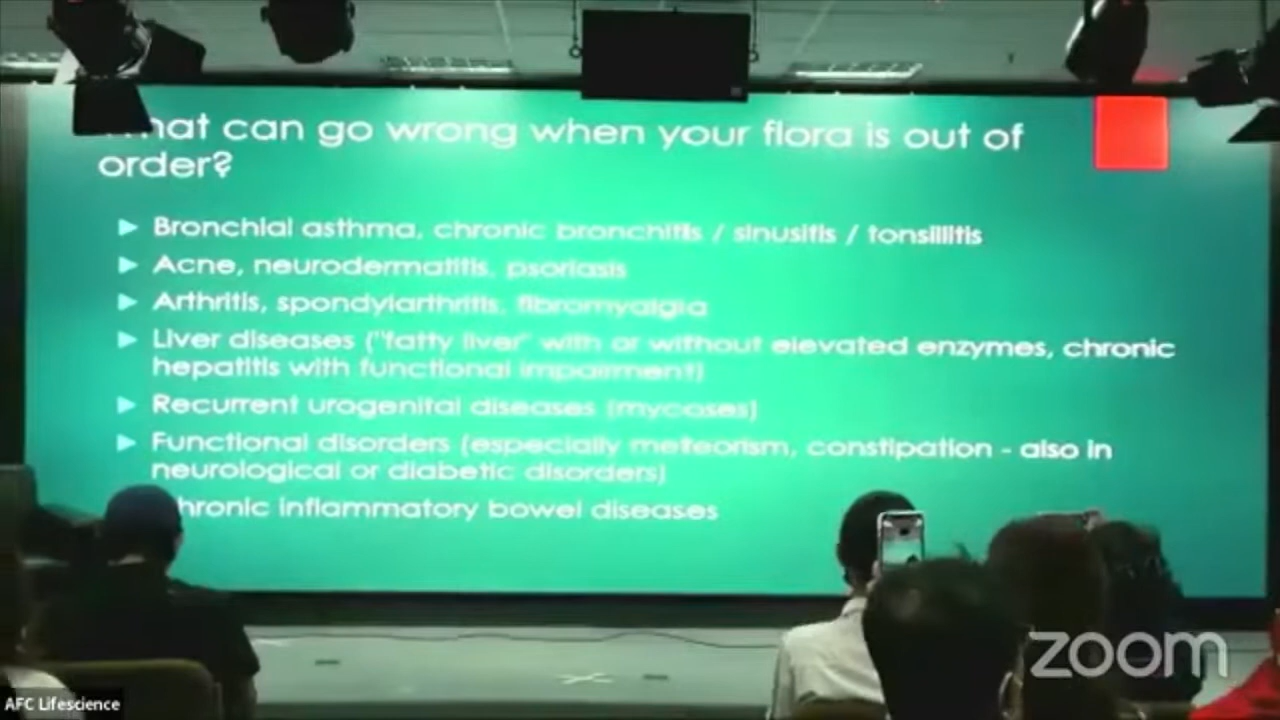 hat can go wrong when your flora is out of
order?
Bronchial asthma, chronic bronchitis / sinusitis / tonsillitis
Acne, neurodermatitis, psoriasis
Arthritis, spondylarthritis, fibromyalgia
Liver diseases ("fatty liver" with or without elevated enzymes, chronic
hepatitis with functional impairment)
Recurrent urogenital diseases (mycoses)
Functional disorders (especially meteorism, constipation - also in
neurological or diabetic disorders)
hronic inflammatory bowel diseases
zoom
AFC Lifescience